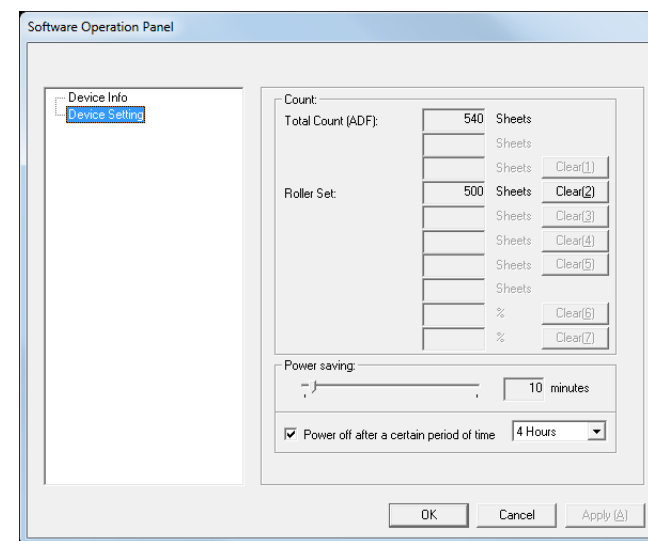 Software Operation Panel
Device Info
Device Setting
Count:
Total Count (ADF): 540 Sheets
Sheets
Sheets Clear(1)
Roller Set: 500 Sheets Clear(2)
Sheets Clear(3)
Sheets Clear(4)
Sheets Clear(5)
Sheets
% Clear(6)
% Clear(7)
Power saving:
10 minutes
Power off after a certain period of time 4 Hours
OK Cancel Apply (A)